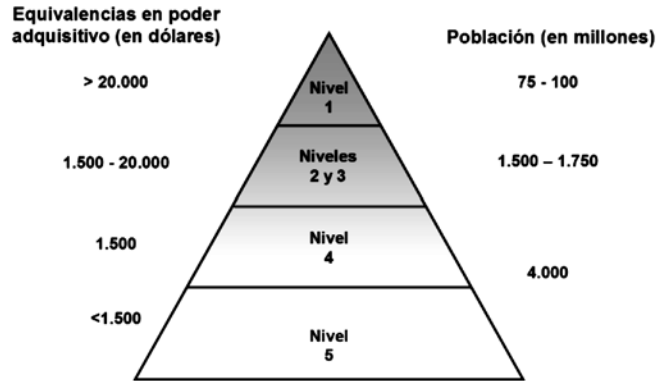 Equivalencias en poder
adquisitivo (en dólares)
Población (en millones)
> 20.000
Nivel
1
75 - 100
1.500 - 20.000
Niveles
2 y 3
1.500 – 1.750
1.500
Nivel
4
4.000
<1.500
Nivel
5